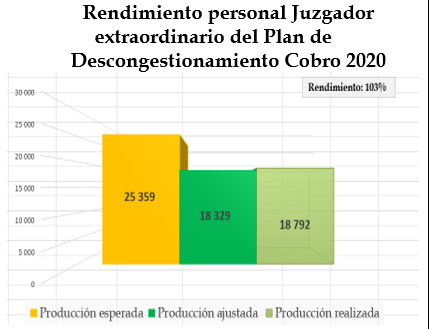 Rendimiento personal Juzgador
extraordinario del Plan de
Descongestionamiento Cobro 2020
Rendimiento: 103%
30 000
25 000
20 000
15 000
10 000
5 000
0
25 359
18 329
18 792
Producción esperada Producción ajustada Producción realizada